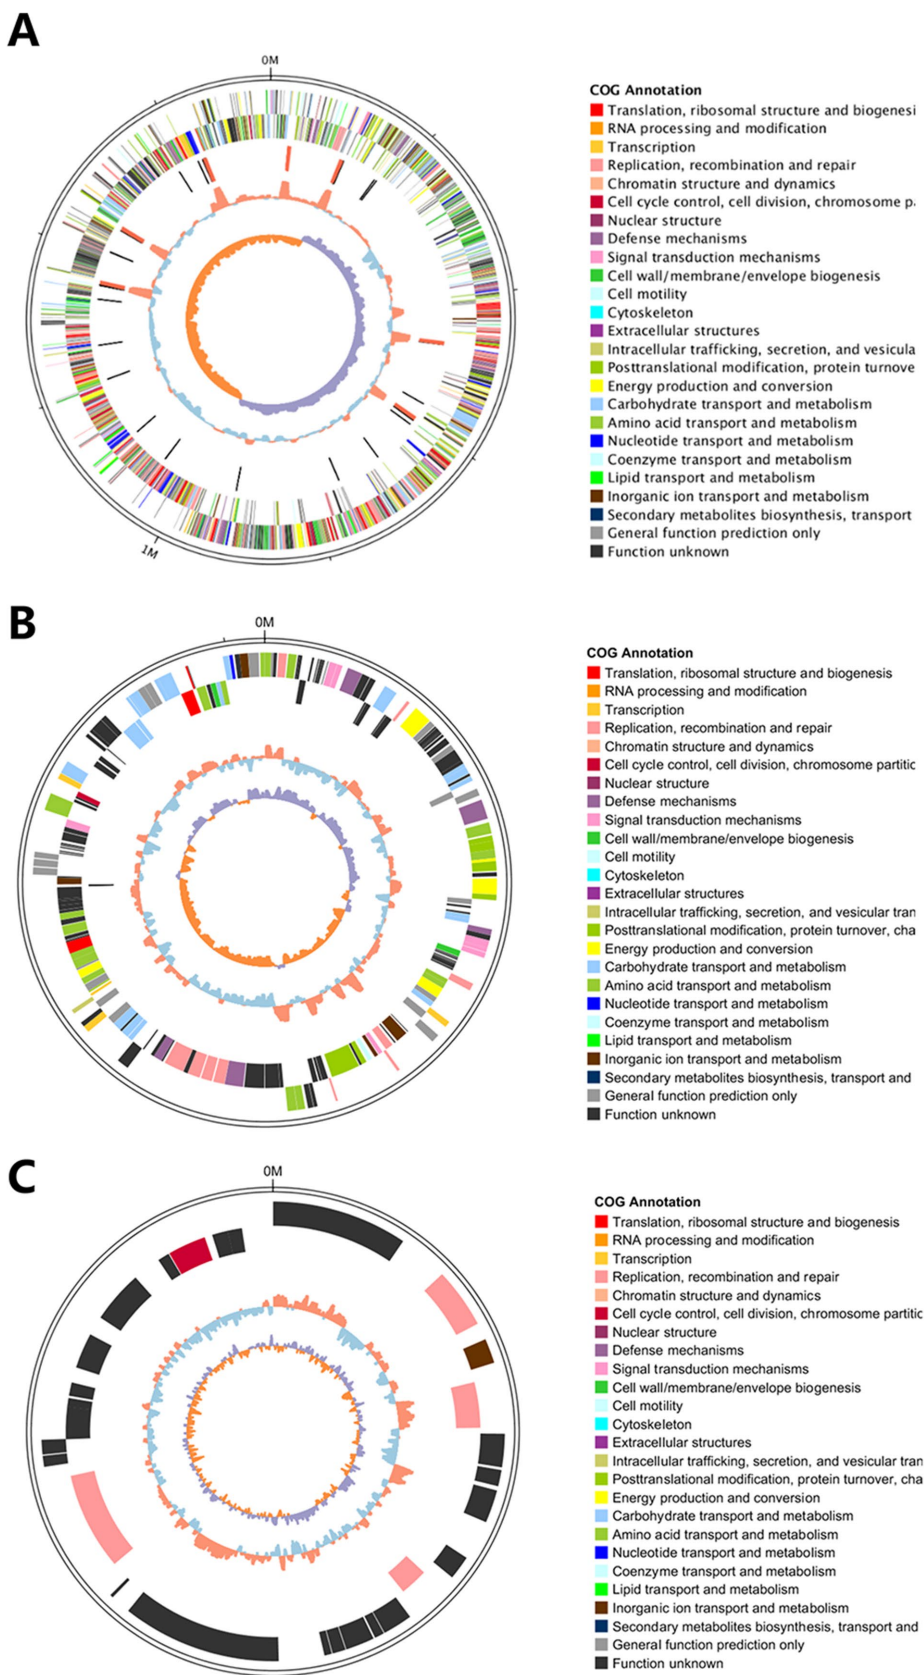 A
0M
1M
COG Annotation
Translation, ribosomal structure and biogenesi
RNA processing and modification
Transcription
Replication, recombination and repair
Chromatin structure and dynamics
Cell cycle control, cell division, chromosome p
Nuclear structure
Defense mechanisms
Signal transduction mechanisms
Cell wall/membrane/envelope biogenesis
Cell motility
Cytoskeleton
Extracellular structures
Intracellular trafficking, secretion, and vesicula
Posttranslational modification, protein turnove
Energy production and conversion
Carbohydrate transport and metabolism
Amino acid transport and metabolism
Nucleotide transport and metabolism
Coenzyme transport and metabolism
Lipid transport and metabolism
Inorganic ion transport and metabolism
Secondary metabolites biosynthesis, transport
General function prediction only
Function unknown
B
0M
COG Annotation
Translation, ribosomal structure and biogenesis
RNA processing and modification
Transcription
Replication, recombination and repair
Chromatin structure and dynamics
Cell cycle control, cell division, chromosome partitic
Nuclear structure
Defense mechanisms
Signal transduction mechanisms
Cell wall/membrane/envelope biogenesis
Cell motility
Cytoskeleton
Extracellular structures
Intracellular trafficking, secretion, and vesicular tran
Posttranslational modification, protein turnover, cha
Energy production and conversion
Carbohydrate transport and metabolism
Amino acid transport and metabolism
Nucleotide transport and metabolism
Coenzyme transport and metabolism
Lipid transport and metabolism
Inorganic ion transport and metabolism
Secondary metabolites biosynthesis, transport and
General function prediction only
Function unknown
C
0M
COG Annotation
Translation, ribosomal structure and biogenesis
RNA processing and modification
Transcription
Replication, recombination and repair
Chromatin structure and dynamics
Cell cycle control, cell division, chromosome partitic
Nuclear structure
Defense mechanisms
Signal transduction mechanisms
Cell wall/membrane/envelope biogenesis
Cell motility
Cytoskeleton
Extracellular structures
Intracellular trafficking, secretion, and vesicular tran
Posttranslational modification, protein turnover, cha
Energy production and conversion
Carbohydrate transport and metabolism
Amino acid transport and metabolism
Nucleotide transport and metabolism
Coenzyme transport and metabolism
Lipid transport and metabolism
Inorganic ion transport and metabolism
Secondary metabolites biosynthesis, transport and
General function prediction only
Function unknown